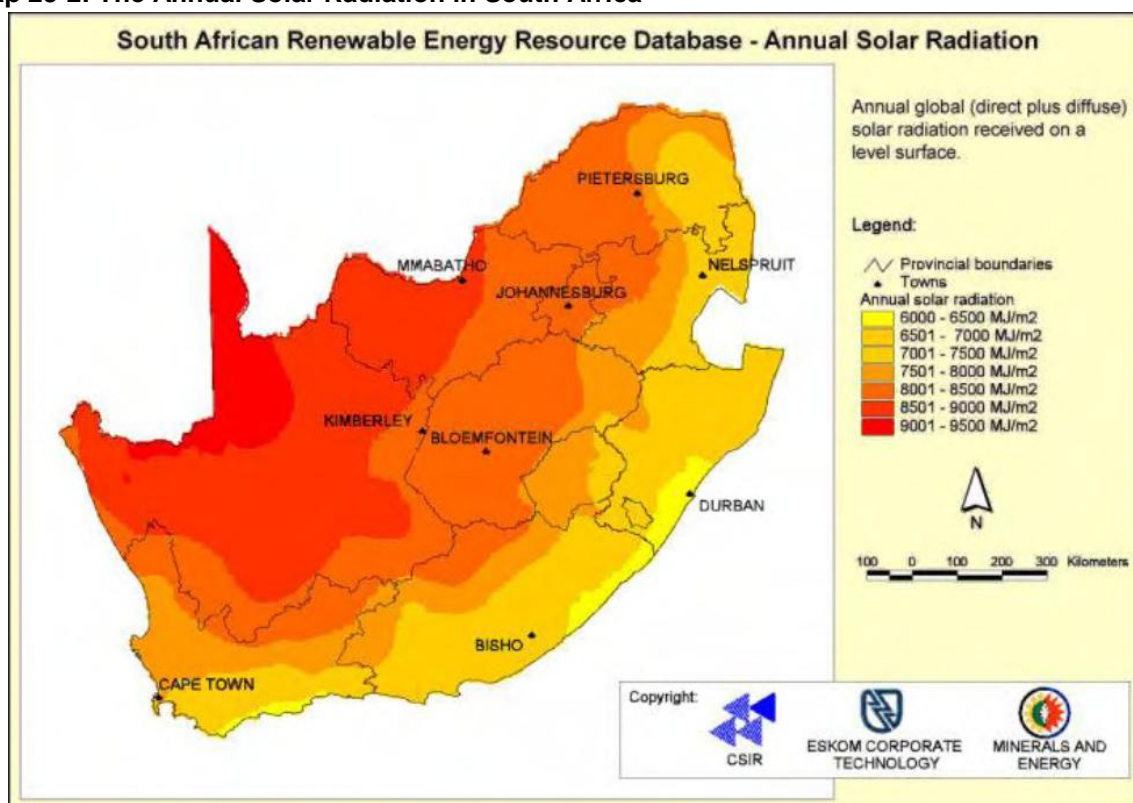 South African Renewable Energy Resource Database - Annual Solar Radiation
Annual global (direct plus diffuse)
solar radiation received on a
level surface.
PIETERSBURG
MMABATHO
NELSPRUIT
JOHANNESBURG
KIMBERLEY
BLOEMFONTEIN
DURBAN
BISHO
CAPE TOWN
Legend:
Provincial boundaries
Towns
Annual solar radiation
6000 - 6500 MJ/m2
6501 - 7000 MJ/m2
7001 - 7500 MJ/m2
7501 - 8000 MJ/m2
8001 - 8500 MJ/m2
8501 - 9000 MJ/m2
9001 - 9500 MJ/m2
N
100 0 100 200 300 Kilometers
Copyright:
CSIR
ESKOM CORPORATE
TECHNOLOGY
MINERALS AND
ENERGY